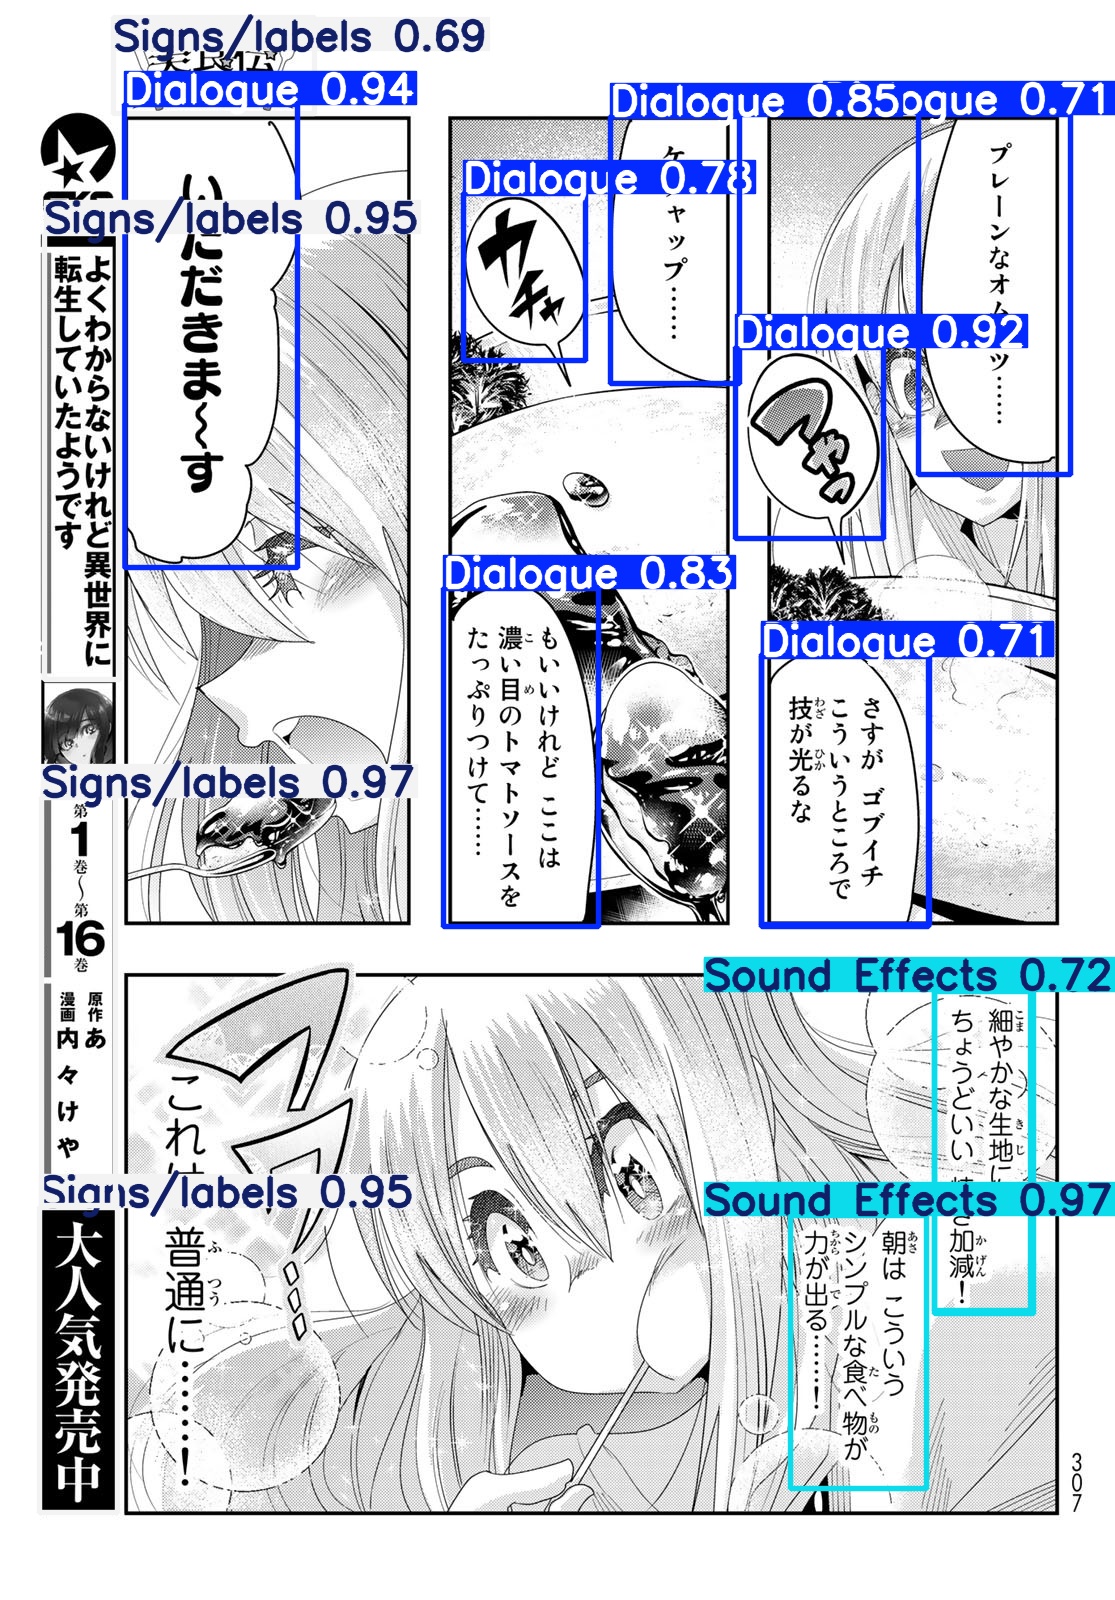 Signs/labels 0.69
Dialogue 0.94
Dialogue 0.85
ogue 0.71
Dialogue 0.78
Signs/labels 0.95
Dialogue 0.92
Dialogue 0.83
Dialogue 0.71
Signs/labels 0.97
Sound Effects 0.72
Sound Effects 0.97
Signs/labels 0.95
プレーンなオム
ツ……
フゥッ
さすが ゴブイチ
こういうところで
技が光るな
ャップ……
カチャ
もいいけれど ここは
濃い目のトマトソースを
たっぷりつけて……
いただきま〜す
細やかな生地に
ちょうどいい
加減！
朝は こういう
シンプルな食べ物が
力が出る……！
これは
普通に……！
よくわからないけれど異世界に
転生していたようです
第1巻〜第16巻
原作 あ
漫画 内々けや
大人気発売中
307